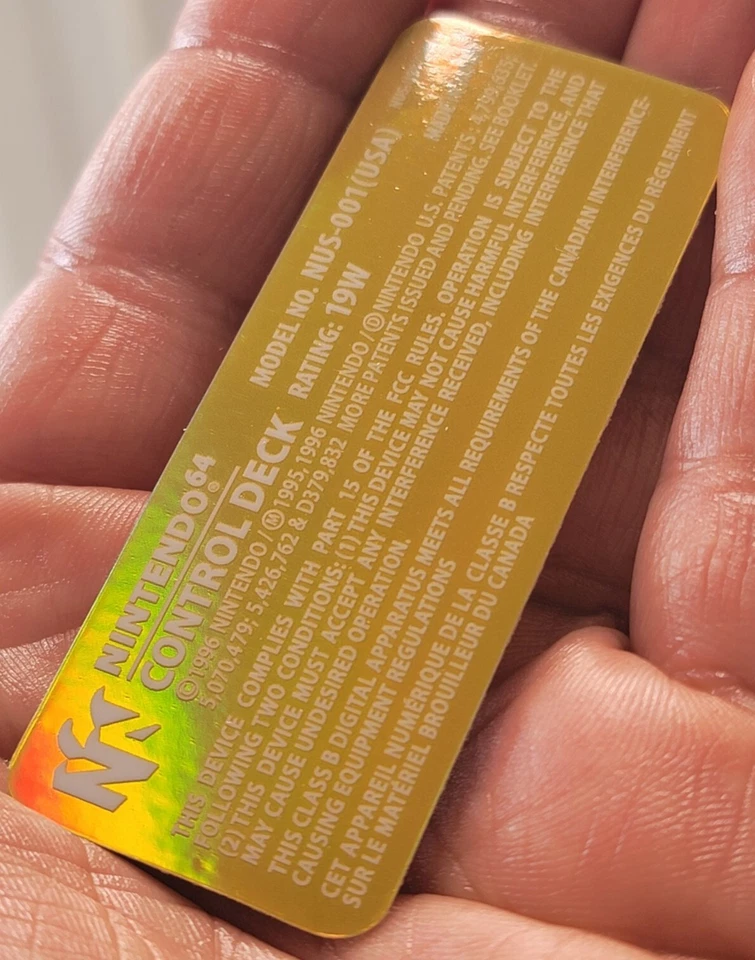 NINTENDO64
CONTROL DECK
MODEL NO. NUS-001(USA)
RATING: 19W
©1996 NINTENDO/Ⓜ 995,1996 NINTENDO/Ⓓ NINTENDO U.S. PATENTS:
5,070,479; 5,426,762 & D379,832 MORE PATENTS ISSUED AND PENDING. SEE BOOKLET.
THIS DEVICE COMPLIES WITH PART 15 OF THE FCC RULES. OPERATION IS SUBJECT TO THE
FOLLOWING TWO CONDITIONS: (1) THIS DEVICE MAY NOT CAUSE HARMFUL INTERFERENCE, AND
(2) THIS DEVICE MUST ACCEPT ANY INTERFERENCE RECEIVED, INCLUDING INTERFERENCE THAT
MAY CAUSE UNDESIRED OPERATION.
THIS CLASS B DIGITAL APPARATUS MEETS ALL REQUIREMENTS OF THE CANADIAN INTERFERENCE-
CAUSING EQUIPMENT REGULATIONS
CET APPAREIL NUMÉRIQUE DE LA CLASSE B RESPECTE TOUTES LES EXIGENCES DU RÈGLEMENT
SUR LE MATÉRIEL BROUILLEUR DU CANADA